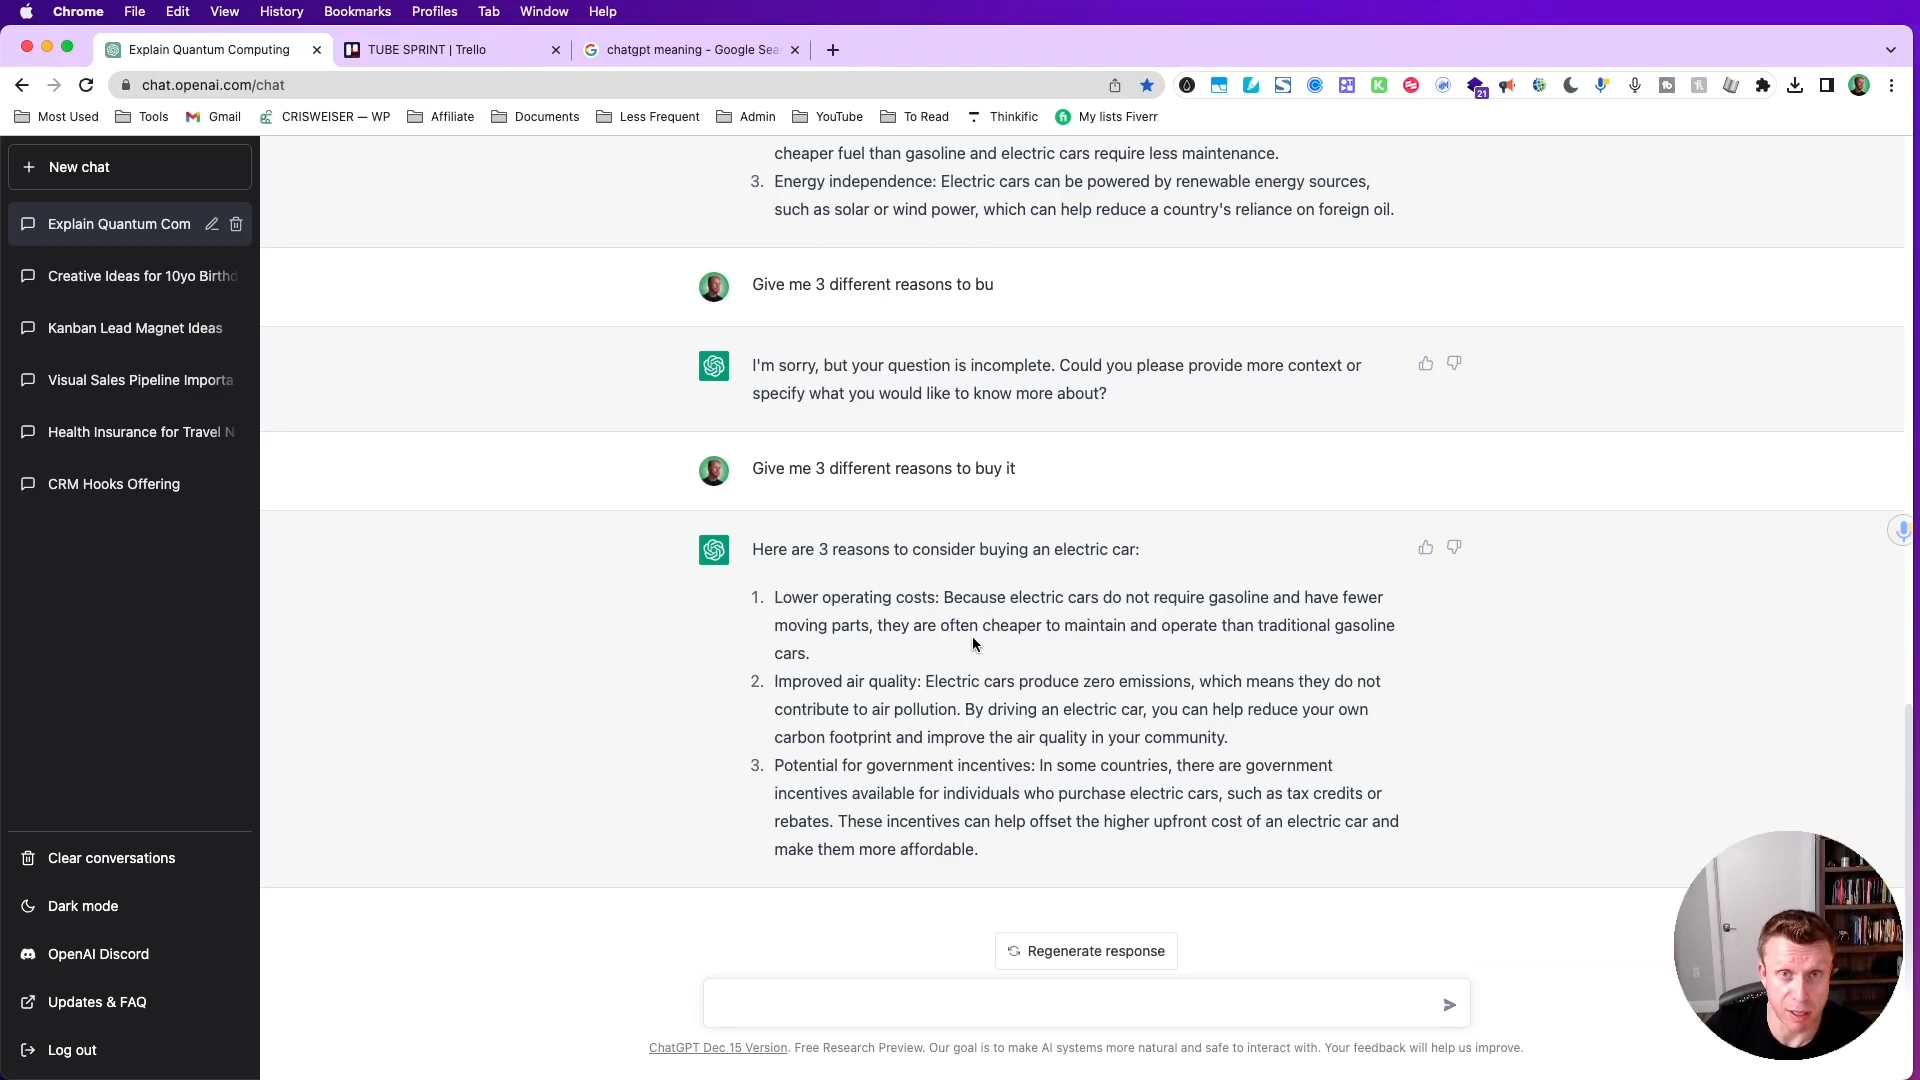 Chrome File Edit View History Bookmarks Profiles Tab Window Help
Explain Quantum Computing
TUBE SPRINT | Trello
chatgpt meaning - Google Sea
chat.openai.com/chat
21
Most Used Tools Gmail CRISWEISER — WP Affiliate Documents Less Frequent Admin YouTube To Read Thinkific My lists Fiverr
New chat
Explain Quantum Com
Creative Ideas for 10yo Birthd
Kanban Lead Magnet Ideas
Visual Sales Pipeline Importa
Health Insurance for Travel N
CRM Hooks Offering
Clear conversations
Dark mode
OpenAI Discord
Updates & FAQ
Log out
cheaper fuel than gasoline and electric cars require less maintenance.
3. Energy independence: Electric cars can be powered by renewable energy sources,
such as solar or wind power, which can help reduce a country's reliance on foreign oil.
Give me 3 different reasons to bu
I'm sorry, but your question is incomplete. Could you please provide more context or
specify what you would like to know more about?
Give me 3 different reasons to buy it
Here are 3 reasons to consider buying an electric car:
1. Lower operating costs: Because electric cars do not require gasoline and have fewer
moving parts, they are often cheaper to maintain and operate than traditional gasoline
cars.
2. Improved air quality: Electric cars produce zero emissions, which means they do not
contribute to air pollution. By driving an electric car, you can help reduce your own
carbon footprint and improve the air quality in your community.
3. Potential for government incentives: In some countries, there are government
incentives available for individuals who purchase electric cars, such as tax credits or
rebates. These incentives can help offset the higher upfront cost of an electric car and
make them more affordable.
Regenerate response
ChatGPT Dec 15 Version. Free Research Preview. Our goal is to make AI systems more natural and safe to interact with. Your feedback will help us improve.